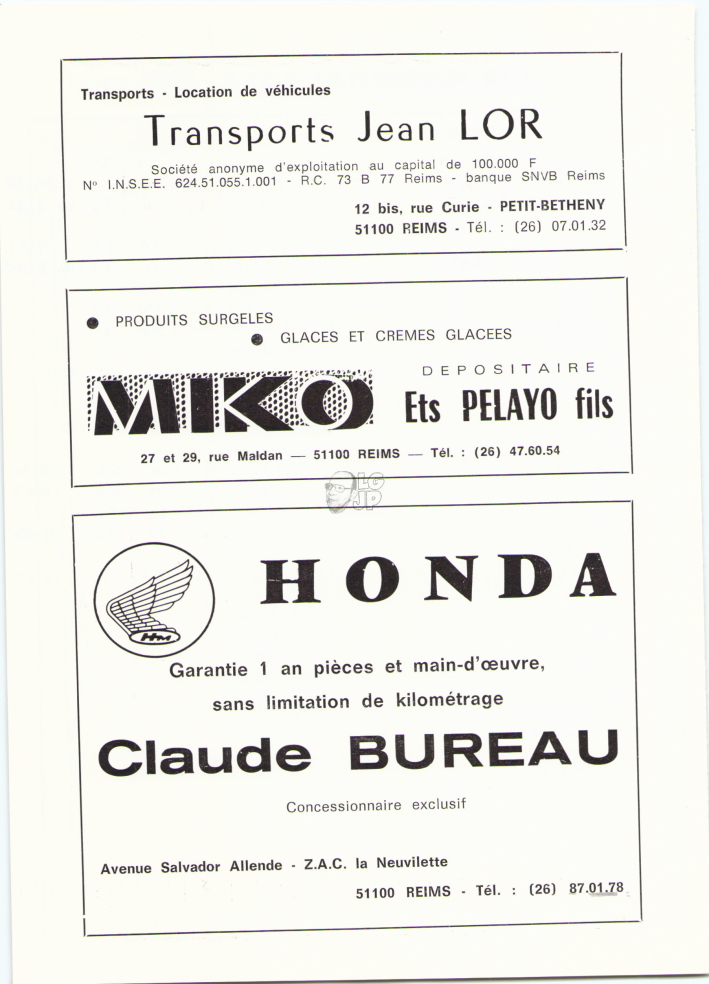 Transports - Location de véhicules
Transports Jean LOR
Société anonyme d'exploitation au capital de 100.000 F
Nº I.N.S.E.E. 624.51.055.1.001 - R.C. 73 B 77 Reims - banque SNVB Reims
12 bis, rue Curie - PETIT-BETHENY
51100 REIMS - Tél. : (26) 07.01.32
● PRODUITS SURGELES
● GLACES ET CREMES GLACEES
MIKO
DEPOSITAIRE
Ets PELAYO fils
27 et 29, rue Maldan — 51100 REIMS — Tél. : (26) 47.60.54
LG
JP
HONDA
HM
Garantie 1 an pièces et main-d'œuvre,
sans limitation de kilométrage
Claude BUREAU
Concessionnaire exclusif
Avenue Salvador Allende - Z.A.C. la Neuvilette
51100 REIMS - Tél. : (26) 87.01.78